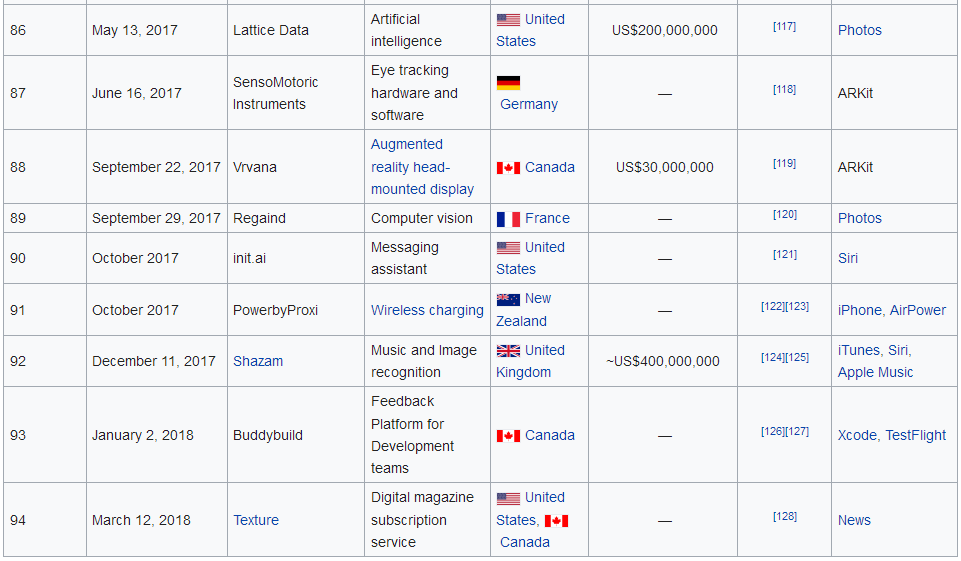 86 May 13, 2017 Lattice Data Artificial intelligence United States US$200,000,000 [117] Photos
87 June 16, 2017 SensoMotoric Instruments Eye tracking hardware and software Germany — [118] ARKit
88 September 22, 2017 Vrvana Augmented reality head-mounted display Canada US$30,000,000 [119] ARKit
89 September 29, 2017 Regaind Computer vision France — [120] Photos
90 October 2017 init.ai Messaging assistant United States — [121] Siri
91 October 2017 PowerbyProxi Wireless charging New Zealand — [122][123] iPhone, AirPower
92 December 11, 2017 Shazam Music and Image recognition United Kingdom ~US$400,000,000 [124][125] iTunes, Siri, Apple Music
93 January 2, 2018 Buddybuild Feedback Platform for Development teams Canada — [126][127] Xcode, TestFlight
94 March 12, 2018 Texture Digital magazine subscription service United States, Canada — [128] News